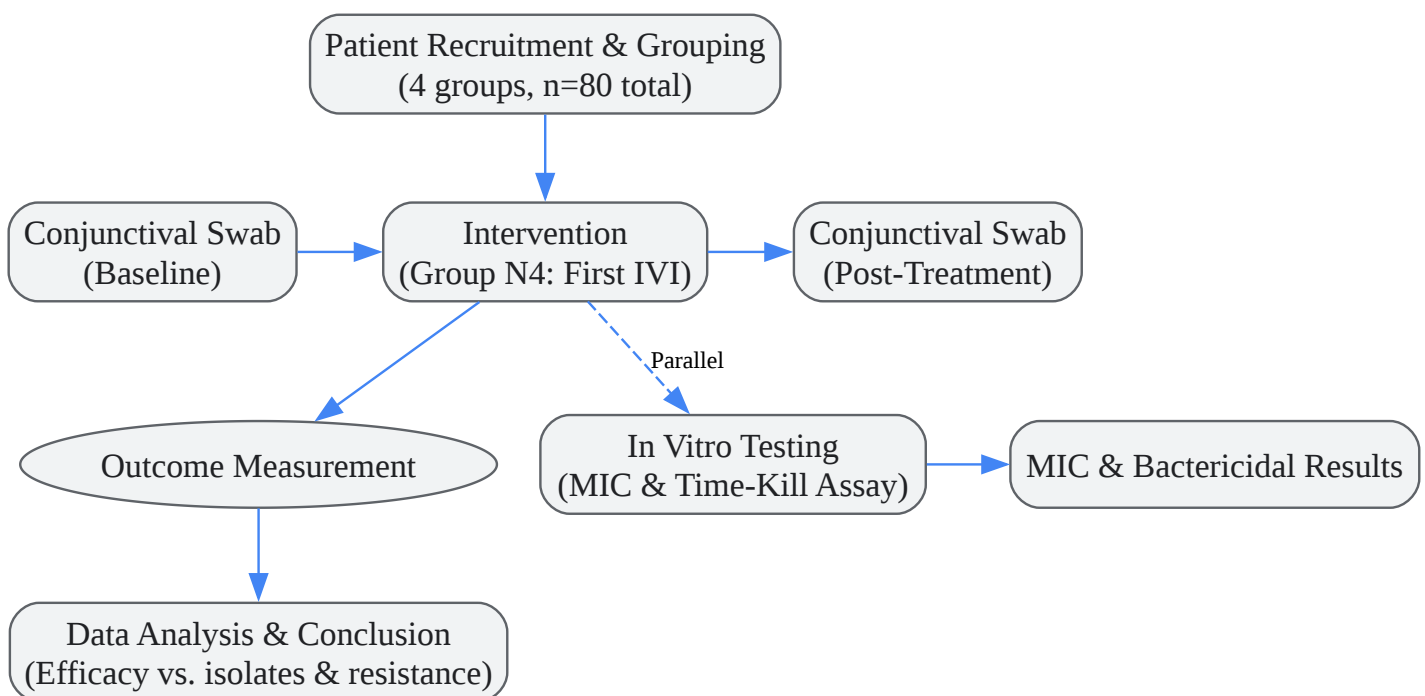 Patient Recruitment & Grouping
(4 groups, n=80 total)
Conjunctival Swab
(Baseline)
Intervention
(Group N4: First IVI)
Conjunctival Swab
(Post-Treatment)
Parallel
Outcome Measurement
In Vitro Testing
(MIC & Time-Kill Assay)
MIC & Bactericidal Results
Data Analysis & Conclusion
(Efficacy vs. isolates & resistance)